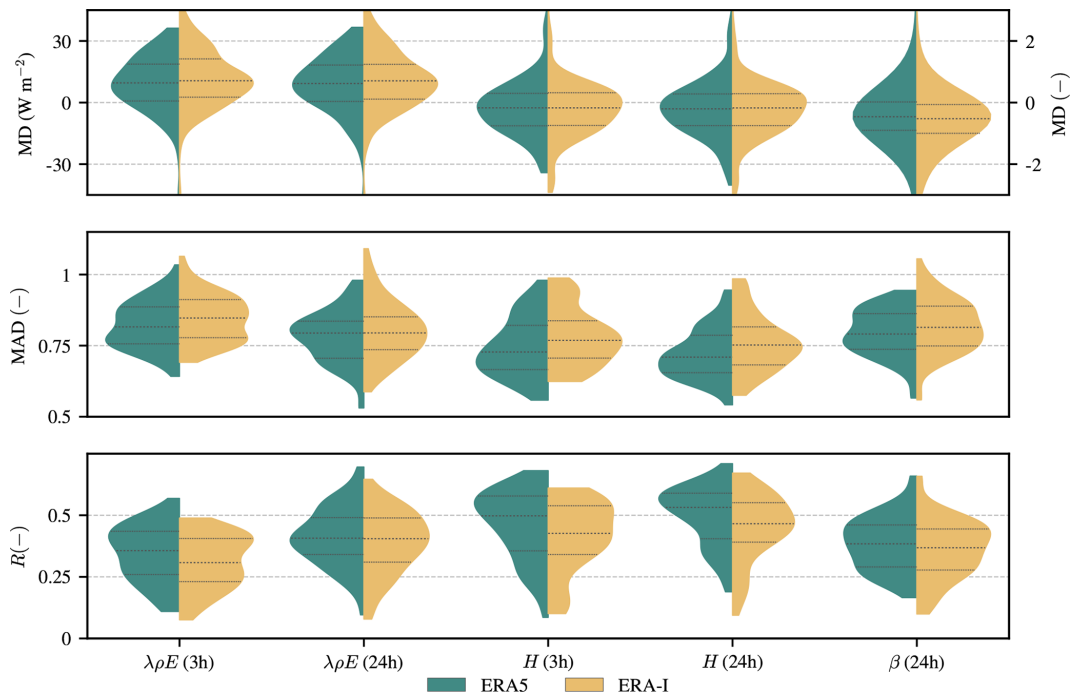 MD (W m⁻²)
30
0
-30
2
0
-2
MD (−)
MAD (−)
1
0.75
0.5
R(−)
0.5
0.25
0
λρE (3h)
λρE (24h)
H (3h)
H (24h)
β (24h)
ERA5
ERA-I